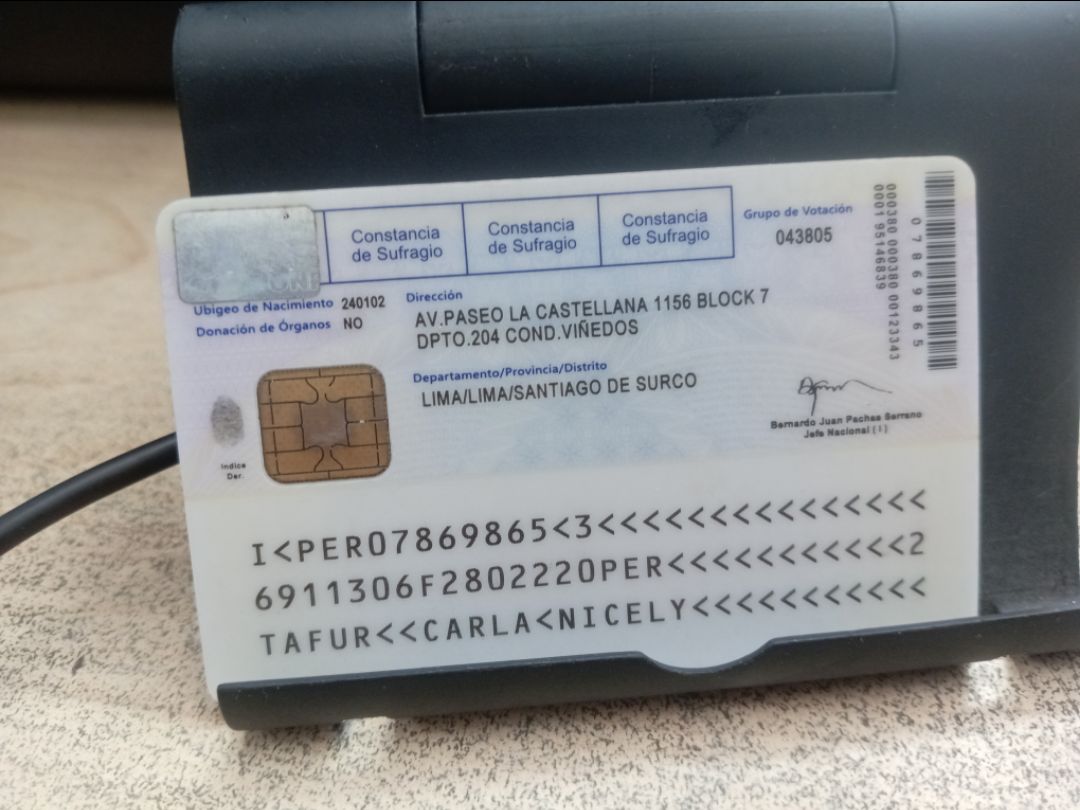 Constancia de Sufragio
Constancia de Sufragio
Constancia de Sufragio
Grupo de Votación
043805
Ubigeo de Nacimiento 240102
Donación de Órganos NO
Dirección
AV.PASEO LA CASTELLANA 1156 BLOCK 7
DPTO.204 COND.VIÑEDOS
Departamento/Provincia/Distrito
LIMA/LIMA/SANTIAGO DE SURCO
000380 000380 00123343
000195146839
07869865
Bernardo Juan Pachas Serrano
Jefe Nacional (i)
Indice
Der.
I<PER07869865<3<<<<<<<<<<<<<<<
6911306F2802220PER<<<<<<<<<<<2
TAFUR<<CARLA<NICELY<<<<<<<<<<<